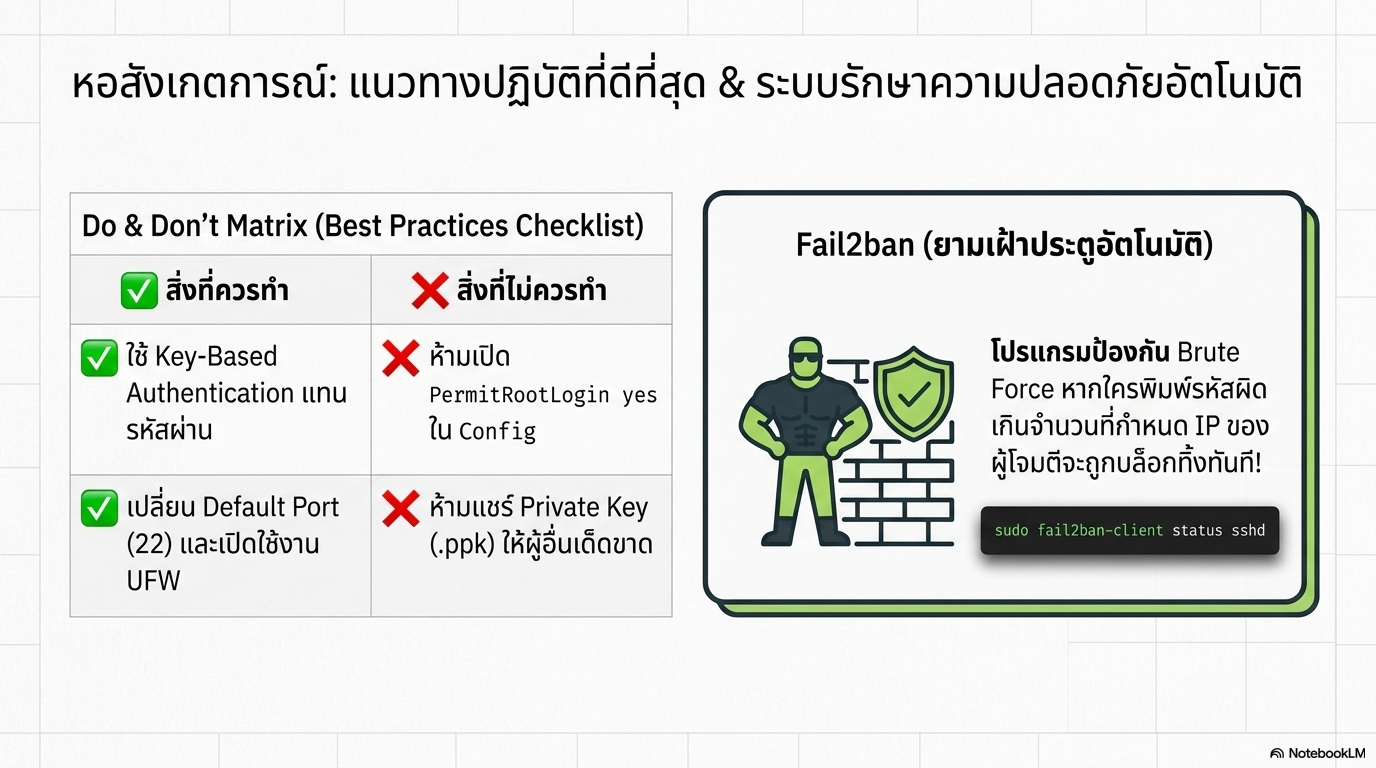 หอสังเกตการณ์: แนวทางปฏิบัติที่ดีที่สุด & ระบบรักษาความปลอดภัยอัตโนมัติ
Do & Don't Matrix (Best Practices Checklist)
✅ สิ่งที่ควรทำ
❌ สิ่งที่ไม่ควรทำ
✅ ใช้ Key-Based
Authentication แทน
รหัสผ่าน
❌ ห้ามเปิด
PermitRootLogin yes
ใน Config
✅ เปลี่ยน Default Port
(22) และเปิดใช้งาน
UFW
❌ ห้ามแชร์ Private Key
(.ppk) ให้ผู้อื่นเด็ดขาด
Fail2ban (ยามเฝ้าประตูอัตโนมัติ)
โปรแกรมป้องกัน Brute
Force หากใครพิมพ์รหัสผิด
เกินจำนวนที่กำหนด IP ของ
ผู้โจมตีจะถูกบล็อกทิ้งทันที!
sudo fail2ban-client status sshd
NotebookLM